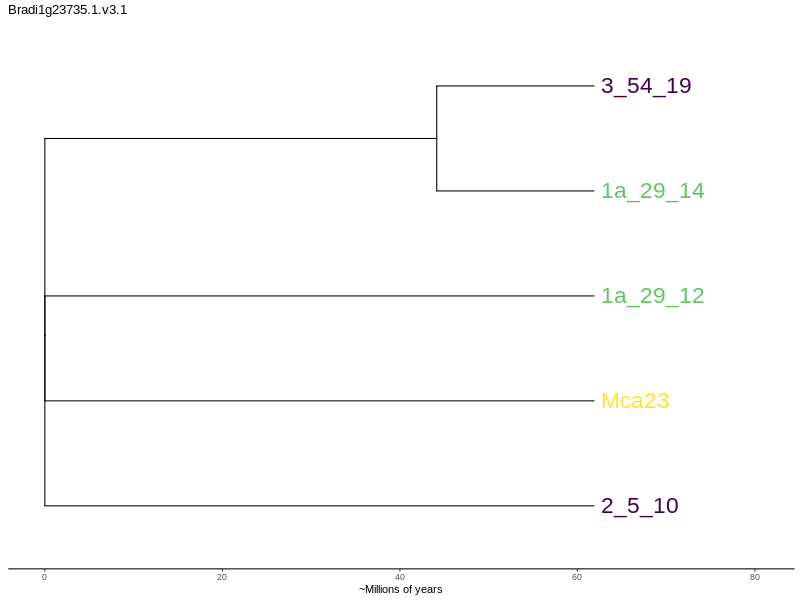 Bradi1g23735.1.v3.1
3_54_19
1a_29_14
1a_29_12
Mca23
2_5_10
0 20 40 60 80
~Millions of years